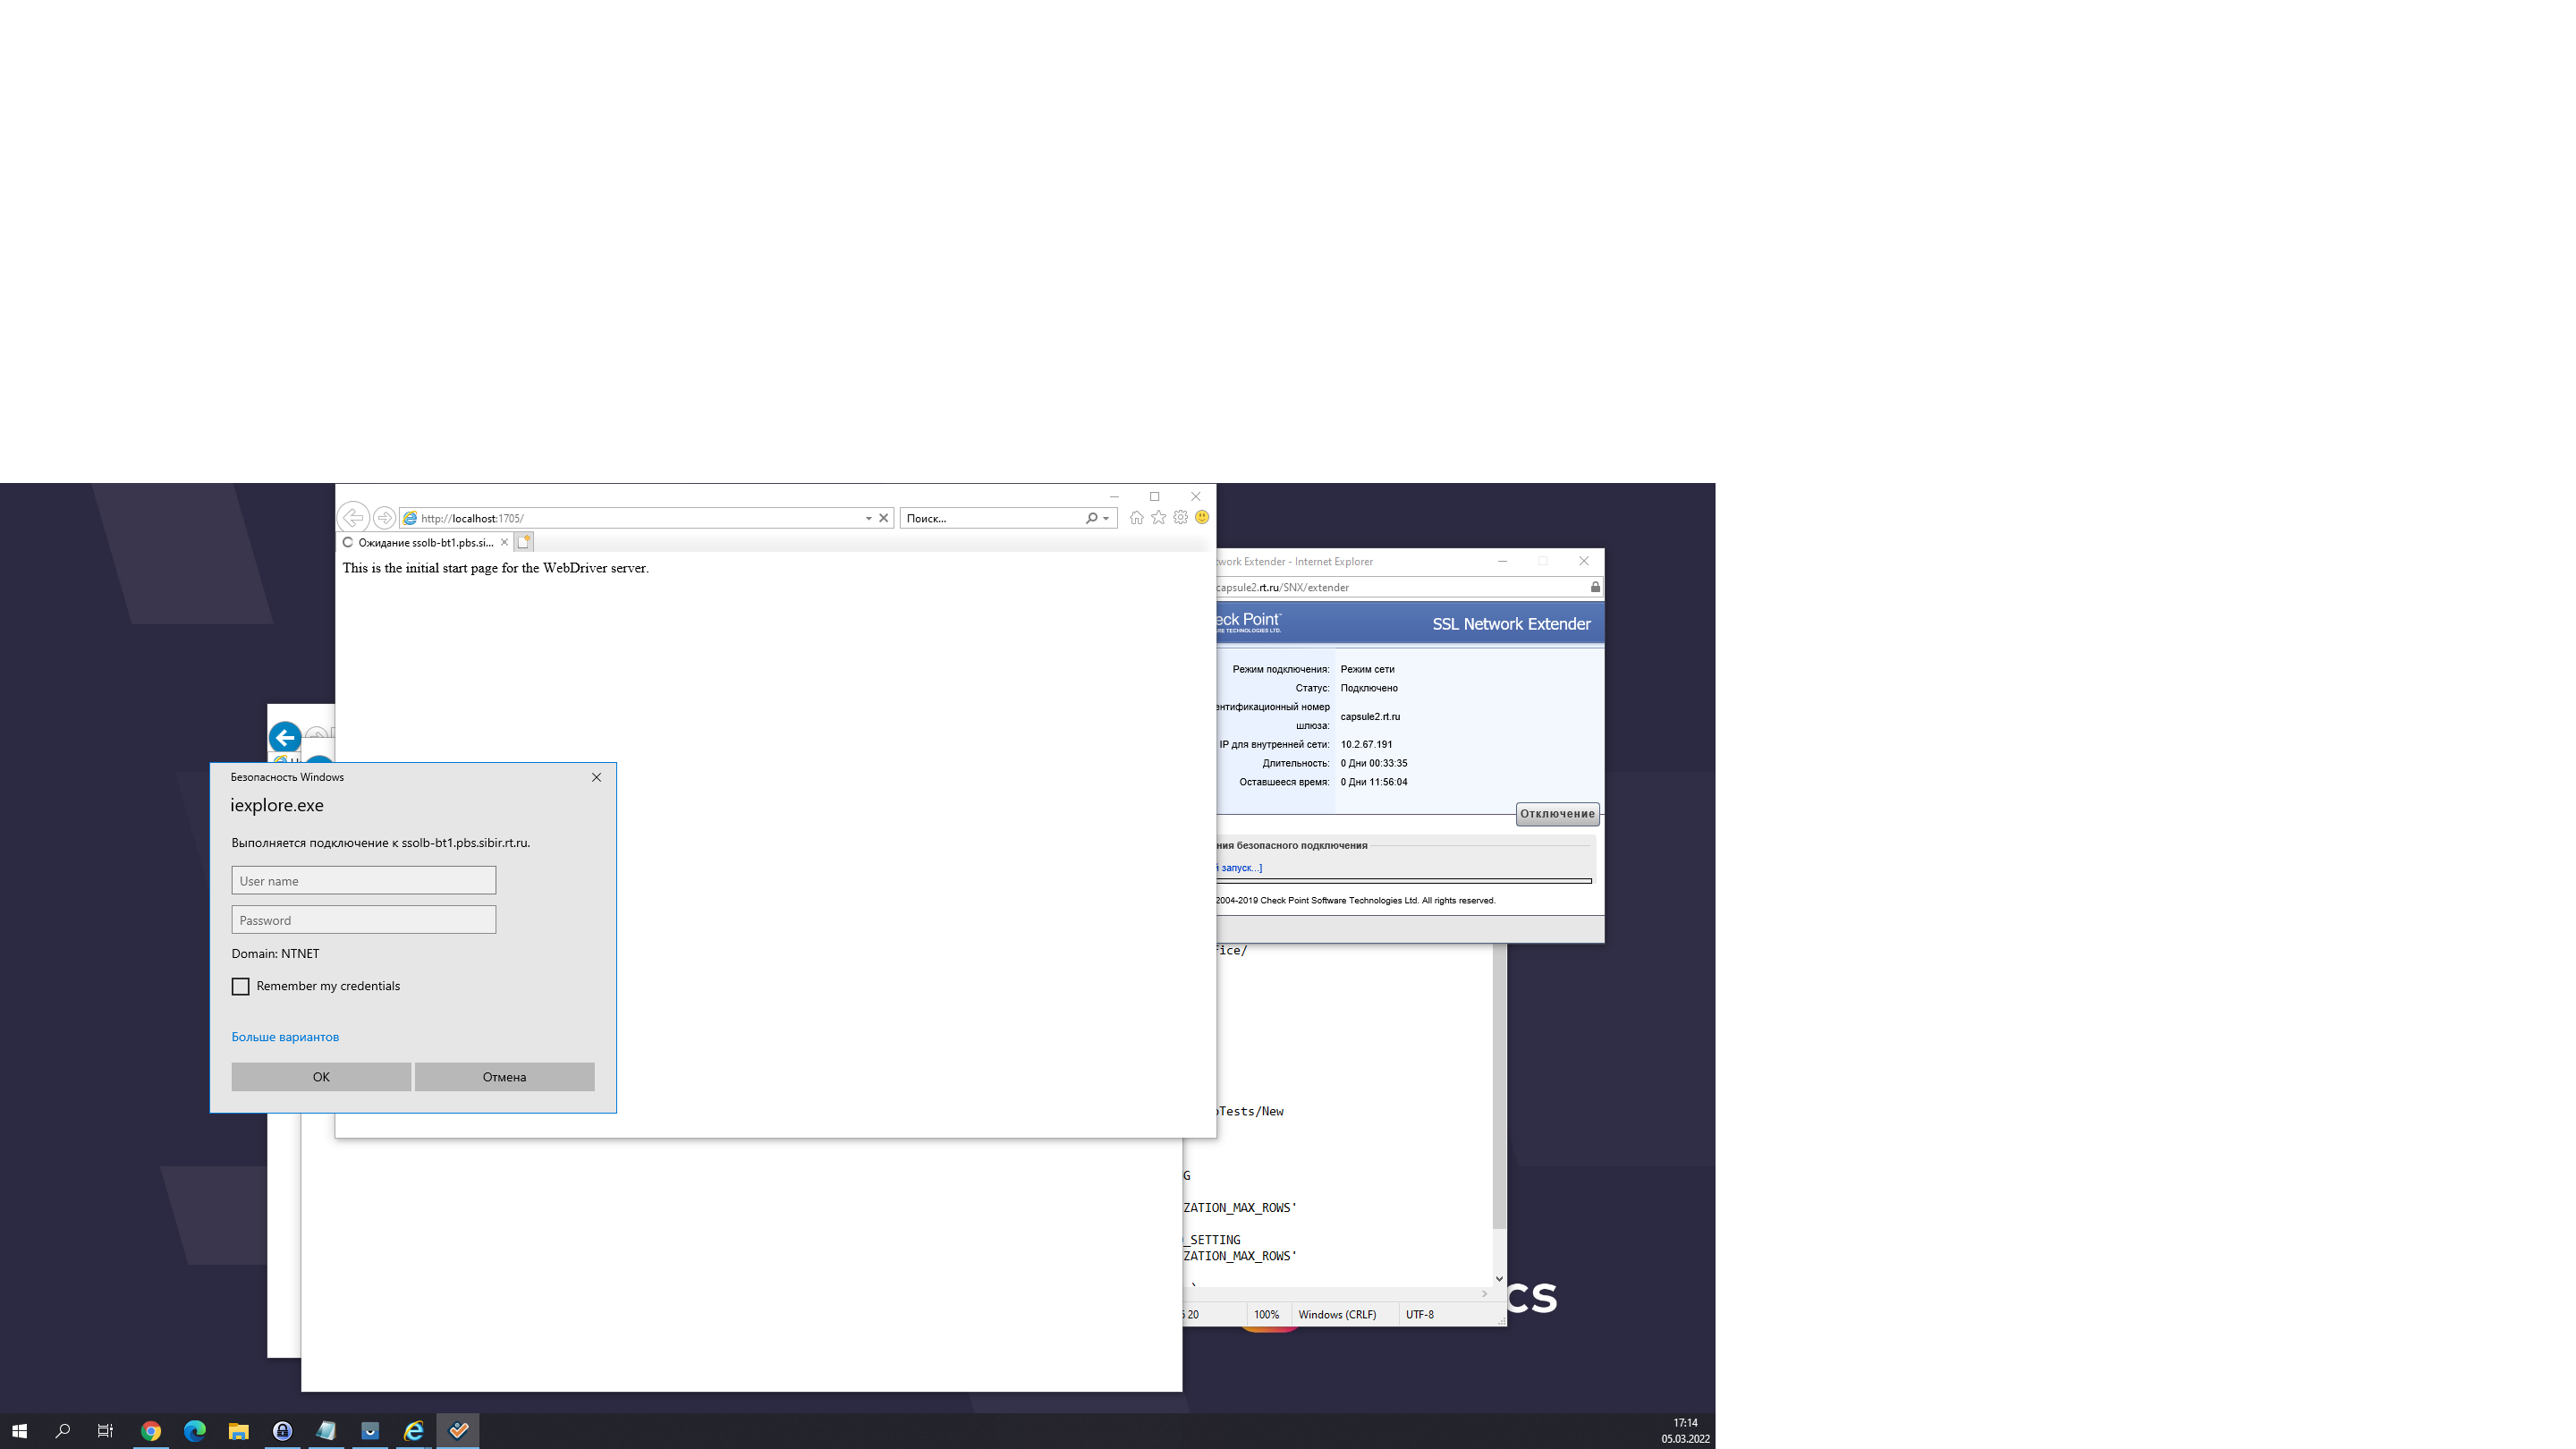 http://localhost:1705/
Поиск...
Ожидание ssolb-bt1.pbs.si...
This is the initial start page for the WebDriver server.
Безопасность Windows
iexplore.exe
Выполняется подключение к ssolb-bt1.pbs.sibir.rt.ru.
User name
Password
Domain: NTNET
Remember my credentials
Больше вариантов
OK
Отмена
Extender - Internet Explorer
capsule2.rt.ru/SNX/extender
Point
TECHNOLOGIES LTD.
SSL Network Extender
Режим подключения: Режим сети
Статус: Подключено
номер
шлюза: capsule2.rt.ru
IP для внутренней сети: 10.2.67.191
Длительность: 0 Дни 00:33:35
Оставшееся время: 0 Дни 11:56:04
Отключение
безопасного подключения
запуск...]
2004-2019 Check Point Software Technologies Ltd. All rights reserved.
fice/
Tests/New
G
ZATION_MAX_ROWS'
_SETTING
ZATION_MAX_ROWS'
)
20
100%
Windows (CRLF)
UTF-8
cs
17:14
05.03.2022